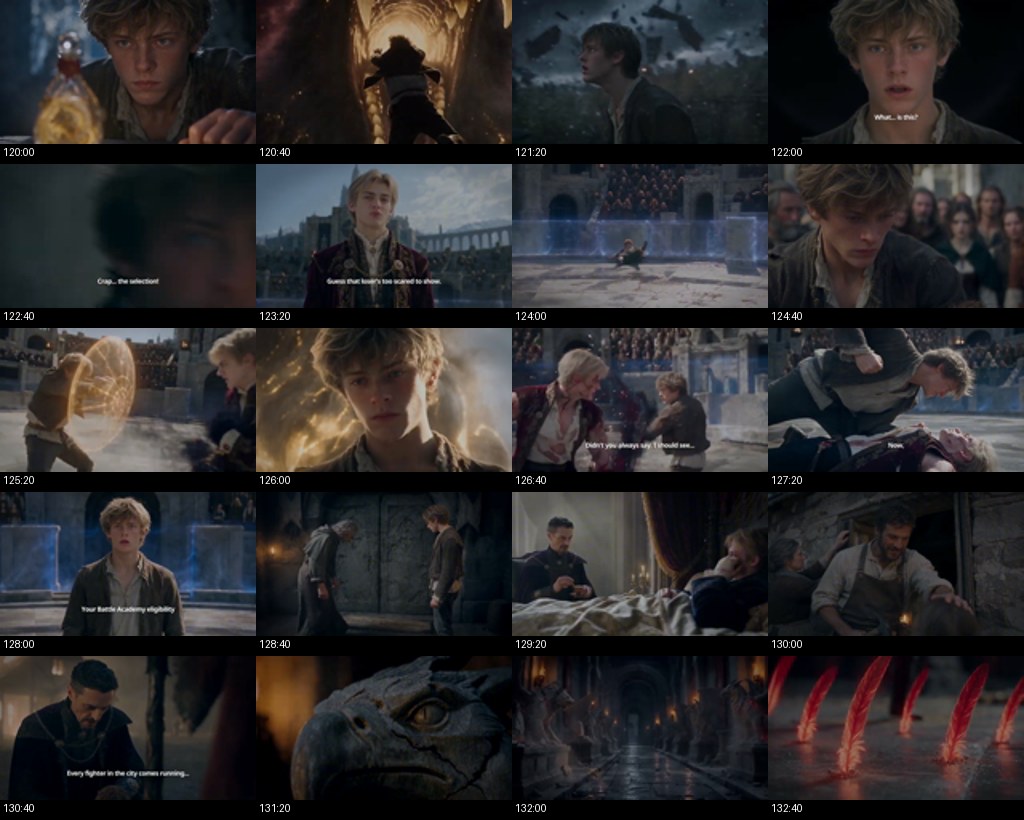 120:00
120:40
121:20
122:00
What... is this?
122:40
Crap... the selection!
123:20
Guess that loser's too scared to show.
124:00
124:40
125:20
126:00
126:40
Didn't you always say, I should see...
127:20
Now,
128:00
Your Battle Academy eligibility
128:40
129:20
130:00
130:40
Every fighter in the city comes running...
131:20
132:00
132:40